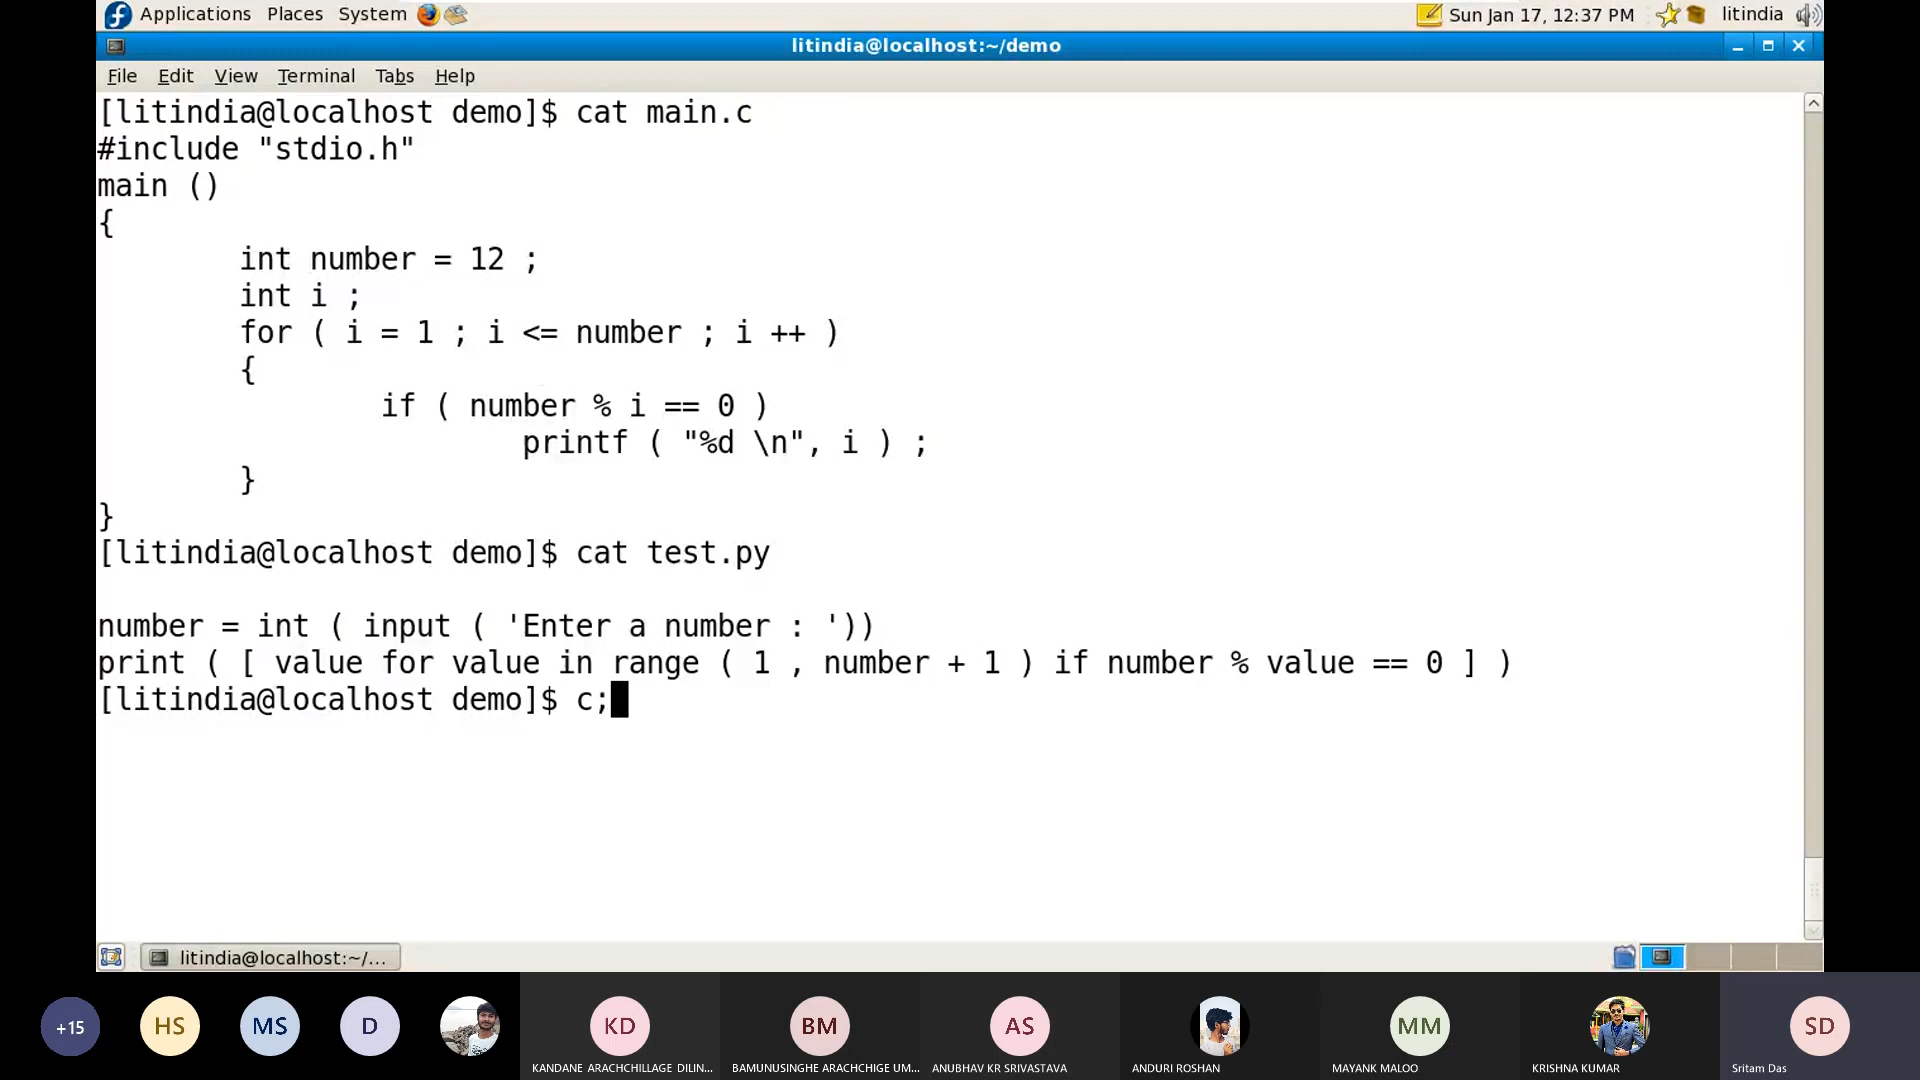 Applications Places System Sun Jan 17, 12:37 PM litindia
litindia@localhost:~/demo
File Edit View Terminal Tabs Help
[litindia@localhost demo]$ cat main.c
#include "stdio.h"
main ()
{
        int number = 12 ;
        int i ;
        for ( i = 1 ; i <= number ; i ++ )
        {
                if ( number % i == 0 )
                        printf ( "%d \n", i ) ;
        }
}
[litindia@localhost demo]$ cat test.py
number = int ( input ( 'Enter a number : '))
print ( [ value for value in range ( 1 , number + 1 ) if number % value == 0 ] )
[litindia@localhost demo]$ c;
litindia@localhost:~/...
+15 HS MS D KD BM AS MM SD
KANDANE ARACHCHILLAGE DILIN... BAMUNUSINGHE ARACHCHIGE UM... ANUBHAV KR SRIVASTAVA ANDURI ROSHAN MAYANK MALOO KRISHNA KUMAR Sritam Das